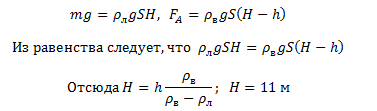 mg = ρлgSH, FA = ρвgS(H − h)
Из равенства следует, что ρлgSH = ρвgS(H − h)
Отсюда H = h ρв / (ρв − ρл); H = 11 м